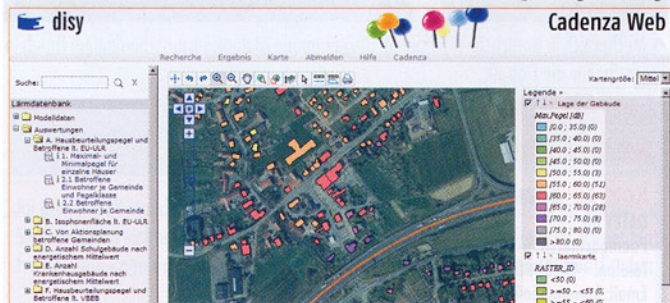 disy
Cadenza Web
Recherche Ergebnis Karte Abmelden Hilfe Cadenza
Suche:
Kartengröße: Mittel
Lärmdatenbank
Modelldaten
Auswertungen
A. Hausbeurteilungspegel und
Betroffene lt. EU-ULR
1. Maximal- und
Minimalpegel für
einzelne Häuser
2.1 Betroffene
Einwohner je Gemeinde
und Pegelklasse
2.2 Betroffene
Einwohner je Gemeinde
B. Isophonenfläche lt. EU-ULR
C. Von Aktionsplanung
betroffene Gemeinden
D. Anzahl Schulgebäude nach
energetischem Mittelwert
E. Anzahl
Krankenhausgebäude nach
energetischem Mittelwert
F. Hausbeurteilungspegel und
Betroffene lt. VBEB
Legende »
Lage der Gebäude
Max.Pegel [dB]
[0.0 ; 35.0) (0)
[35.0 ; 40.0) (0)
[40.0 ; 45.0) (0)
[45.0 ; 50.0) (0)
[50.0 ; 55.0) (3)
[55.0 ; 60.0) (51)
[60.0 ; 65.0) (63)
[65.0 ; 70.0) (28)
[70.0 ; 75.0) (8)
[75.0 ; 80.0) (0)
>80.0 (0)
laermkarte
RASTER_ID
<50 (0)
>=50 - <55 (0)
>=55 - <60